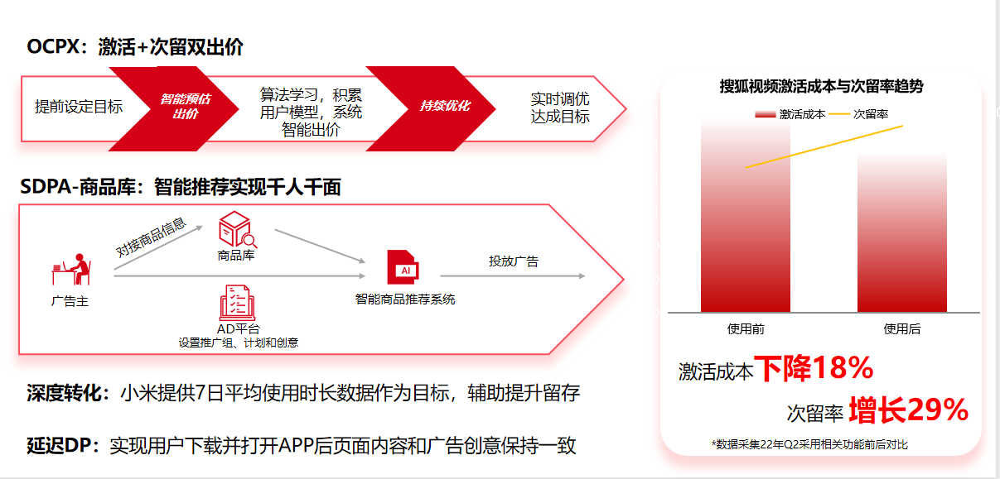 OCPX：激活+次留双出价
提前设定目标
智能预估
出价
算法学习，积累
用户模型，系统
智能出价
持续优化
实时调优
达成目标
SDPA-商品库：智能推荐实现千人千面
对接商品信息
商品库
广告主
AI
智能商品推荐系统
投放广告
AD平台
设置推广组、计划和创意
深度转化：小米提供7日平均使用时长数据作为目标，辅助提升留存
延迟DP：实现用户下载并打开APP后页面内容和广告创意保持一致
搜狐视频激活成本与次留率趋势
激活成本 次留率
使用前 使用后
激活成本下降18%
次留率 增长29%
*数据采集22年Q2采用相关功能前后对比